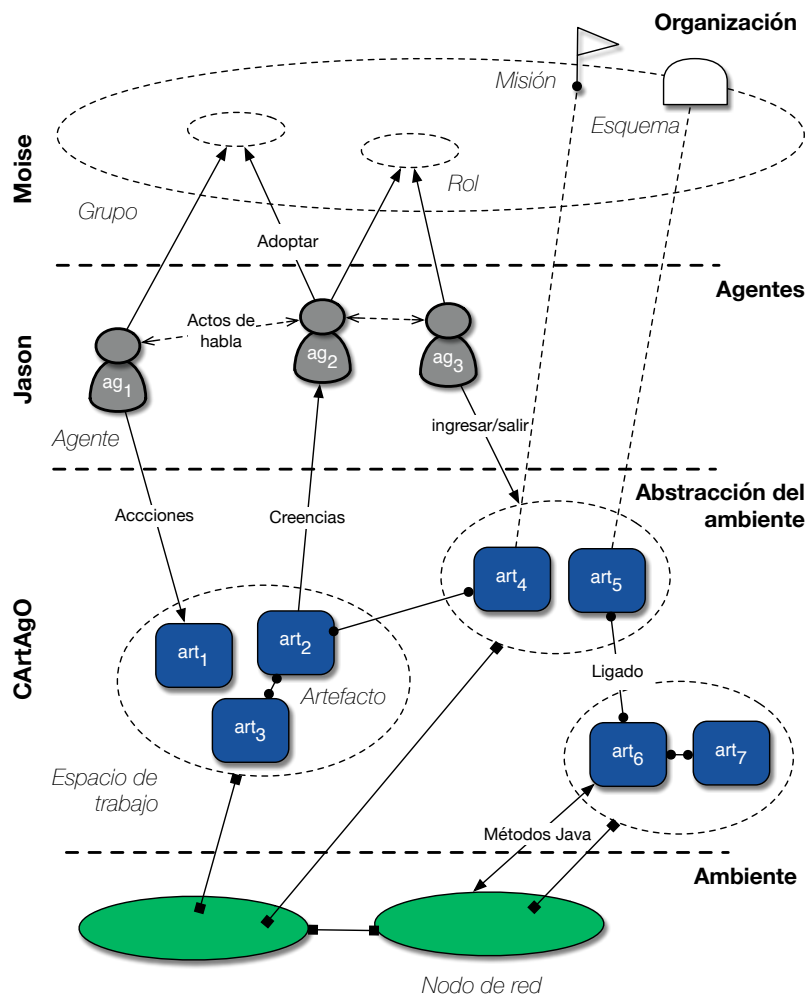 Organización
Misión
Esquema
Moise
Grupo
Rol
Adoptar
Agentes
Actos de
habla
Jason
ag1
ag2
ag3
Agente
ingresar/salir
Abstracción del
ambiente
Accciones
Creencias
art4
art5
CArtAgO
art1
art2
Artefacto
art3
Ligado
art6
art7
Espacio de
trabajo
Métodos Java
Ambiente
Nodo de red